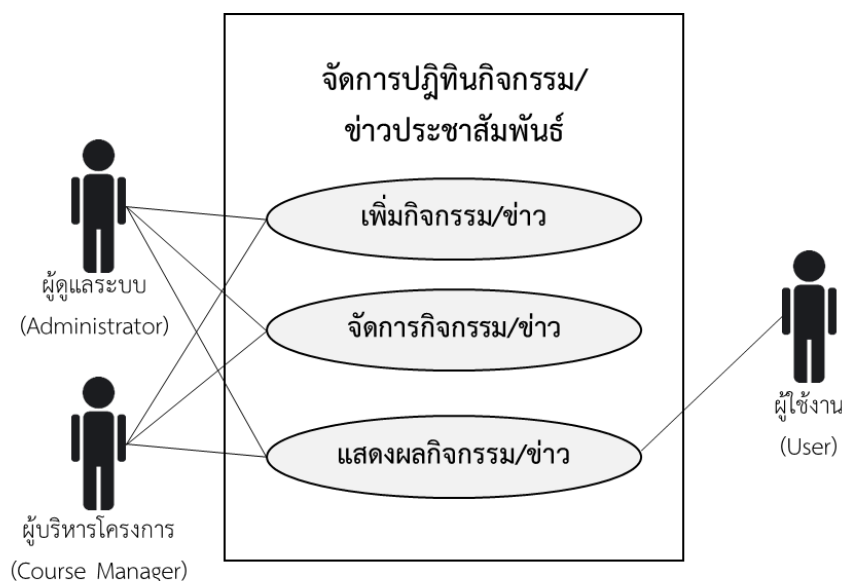 จัดการปฎิทินกิจกรรม/
ข่าวประชาสัมพันธ์
เพิ่มกิจกรรม/ข่าว
ผู้ดูแลระบบ
(Administrator)
จัดการกิจกรรม/ข่าว
ผู้ใช้งาน
(User)
แสดงผลกิจกรรม/ข่าว
ผู้บริหารโครงการ
(Course Manager)